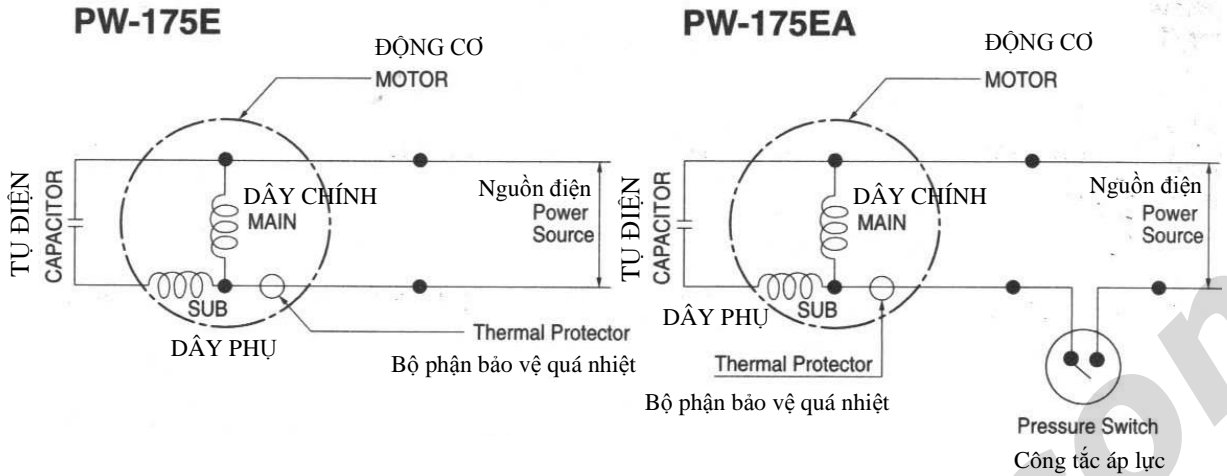 PW-175E
ĐỘNG CƠ
MOTOR
TỤ ĐIỆN
CAPACITOR
DÂY CHÍNH
MAIN
Nguồn điện
Power
Source
SUB
DÂY PHỤ
Thermal Protector
Bộ phận bảo vệ quá nhiệt
PW-175EA
ĐỘNG CƠ
MOTOR
TỤ ĐIỆN
CAPACITOR
DÂY CHÍNH
MAIN
Nguồn điện
Power
Source
SUB
DÂY PHỤ
Thermal Protector
Bộ phận bảo vệ quá nhiệt
Pressure Switch
Công tắc áp lực